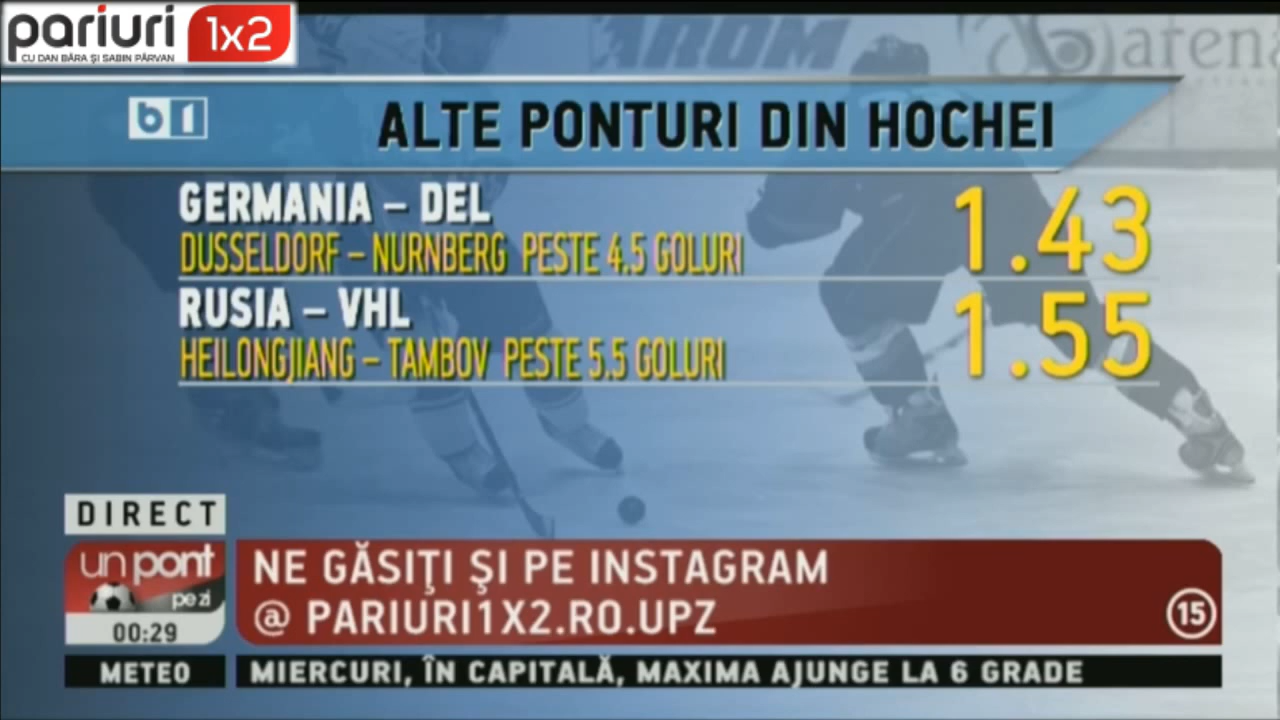 pariuri 1x2
CU DAN BĂRA ŞI SABIN PÂRVAN
AROM
arena
b1
ALTE PONTURI DIN HOCHEI
GERMANIA – DEL
1.43
DUSSELDORF – NURNBERG PESTE 4.5 GOLURI
RUSIA – VHL
1.55
HEILONGJIANG – TAMBOV PESTE 5.5 GOLURI
DIRECT
un pont
pe zi
00:29
NE GĂSIŢI ŞI PE INSTAGRAM
@ PARIURI1X2.RO.UPZ
15
METEO
MIERCURI, ÎN CAPITALĂ, MAXIMA AJUNGE LA 6 GRADE